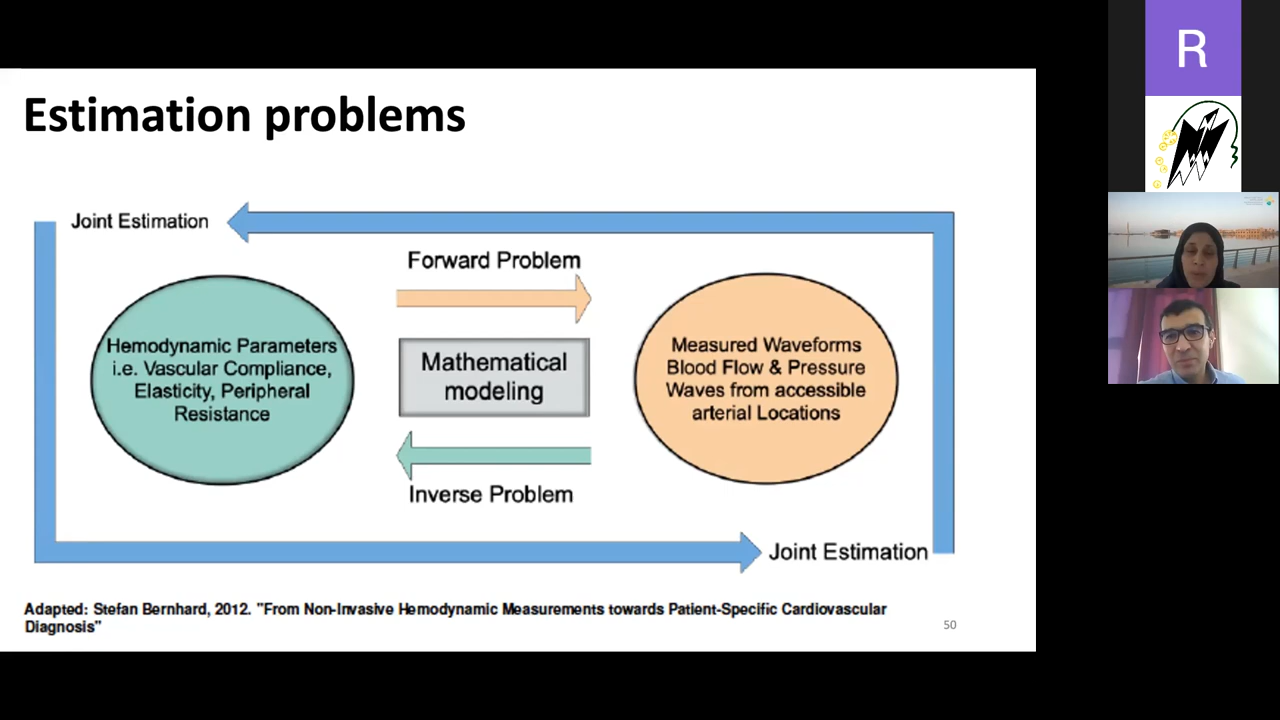 Estimation problems
Joint Estimation
Forward Problem
Hemodynamic Parameters
i.e. Vascular Compliance,
Elasticity, Peripheral
Resistance
Mathematical
modeling
Measured Waveforms
Blood Flow & Pressure
Waves from accessible
arterial Locations
Inverse Problem
Joint Estimation
Adapted: Stefan Bernhard, 2012. "From Non-Invasive Hemodynamic Measurements towards Patient-Specific Cardiovascular
Diagnosis"
50
R